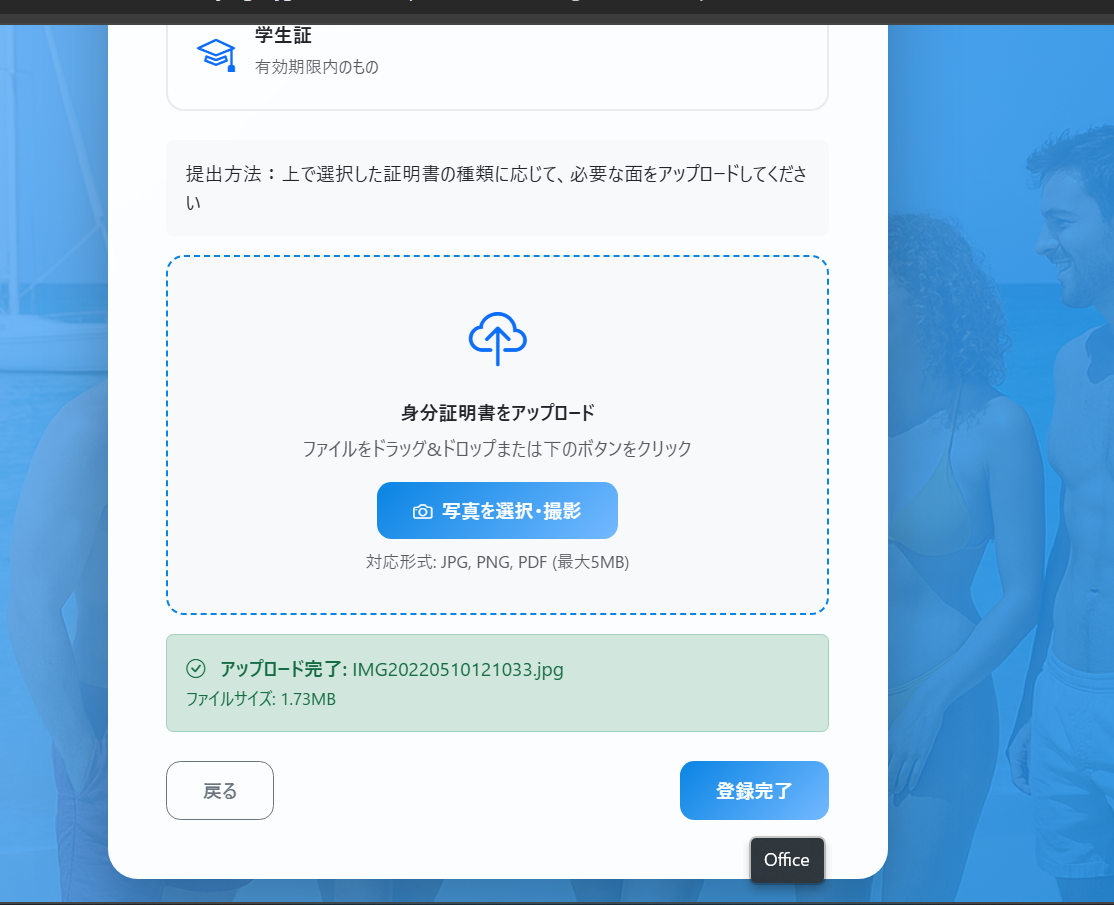 学生証
有効期限内のもの
提出方法：上で選択した証明書の種類に応じて、必要な面をアップロードしてくださ
い
身分証明書をアップロード
ファイルをドラッグ&ドロップまたは下のボタンをクリック
写真を選択・撮影
対応形式: JPG, PNG, PDF (最大5MB)
アップロード完了: IMG20220510121033.jpg
ファイルサイズ: 1.73MB
戻る
登録完了
Office